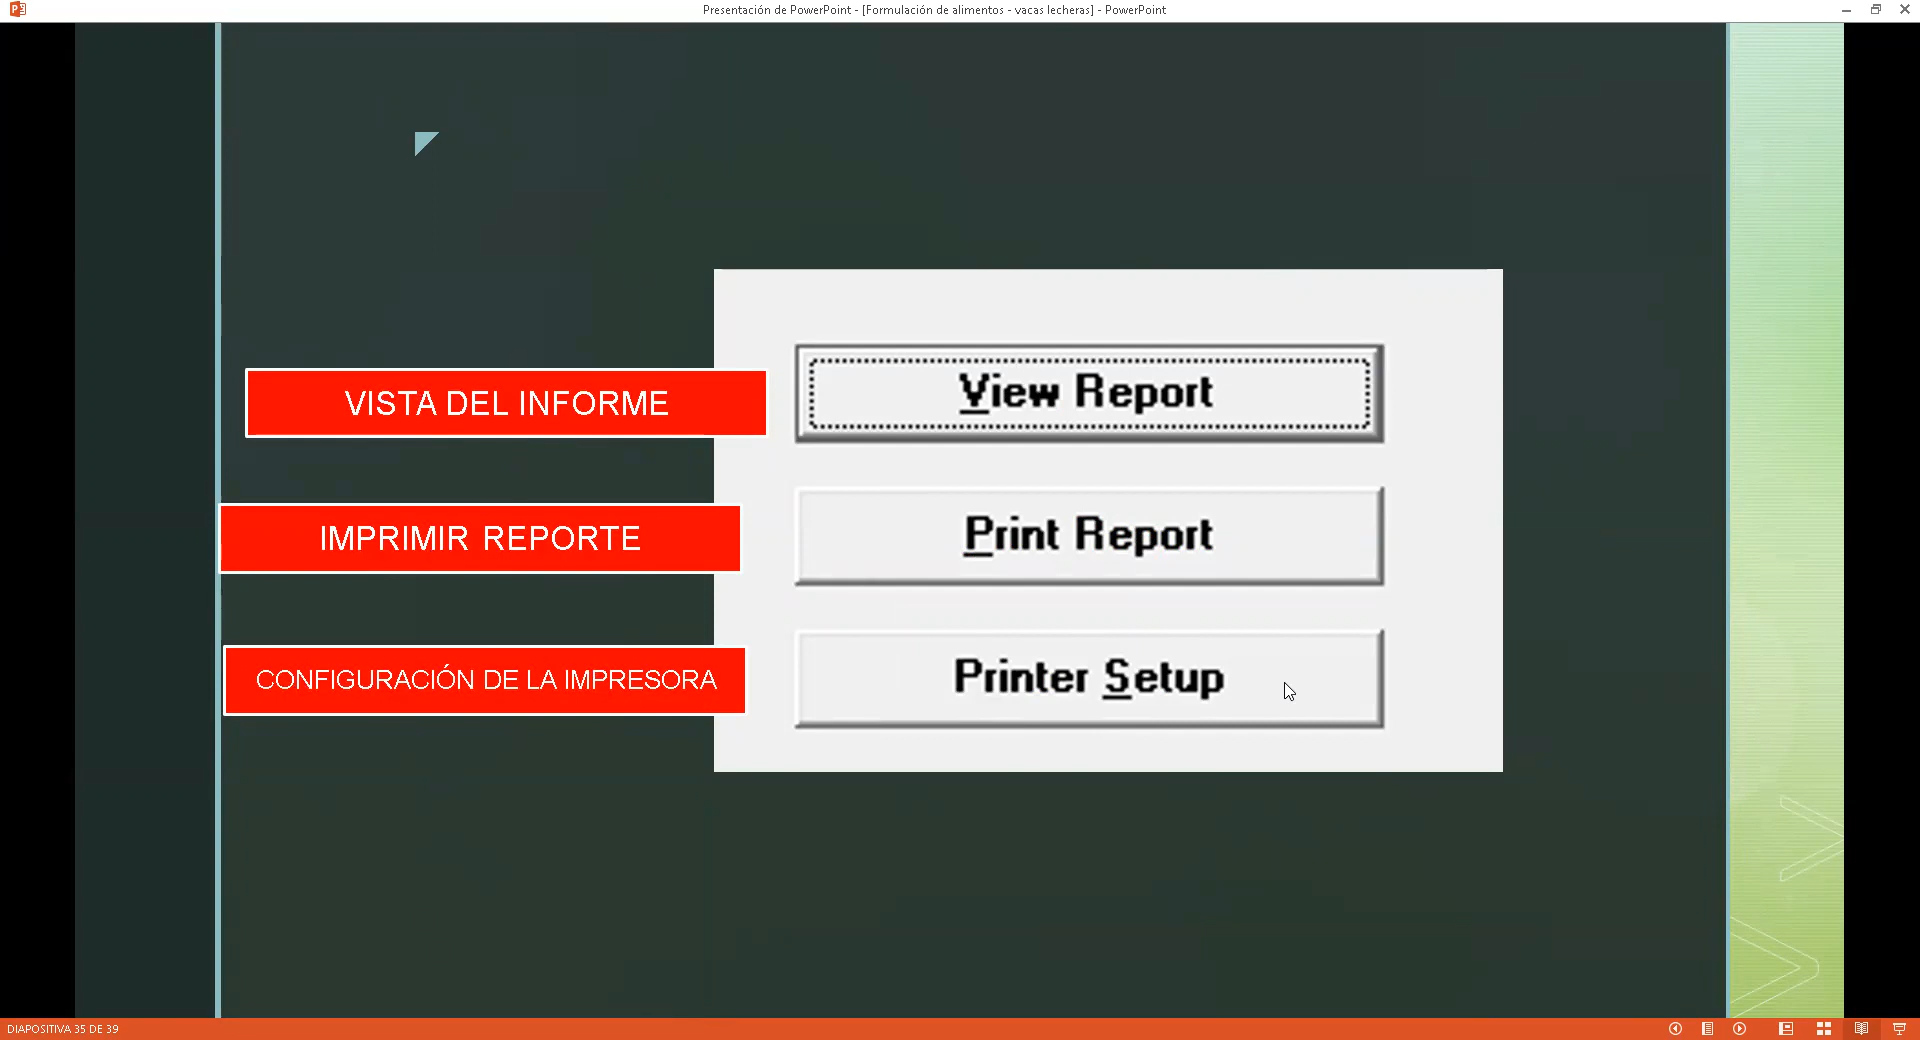 Presentación de PowerPoint - [Formulación de alimentos - vacas lecheras] - PowerPoint
VISTA DEL INFORME
View Report
IMPRIMIR REPORTE
Print Report
CONFIGURACIÓN DE LA IMPRESORA
Printer Setup
DIAPOSITIVA 35 DE 39